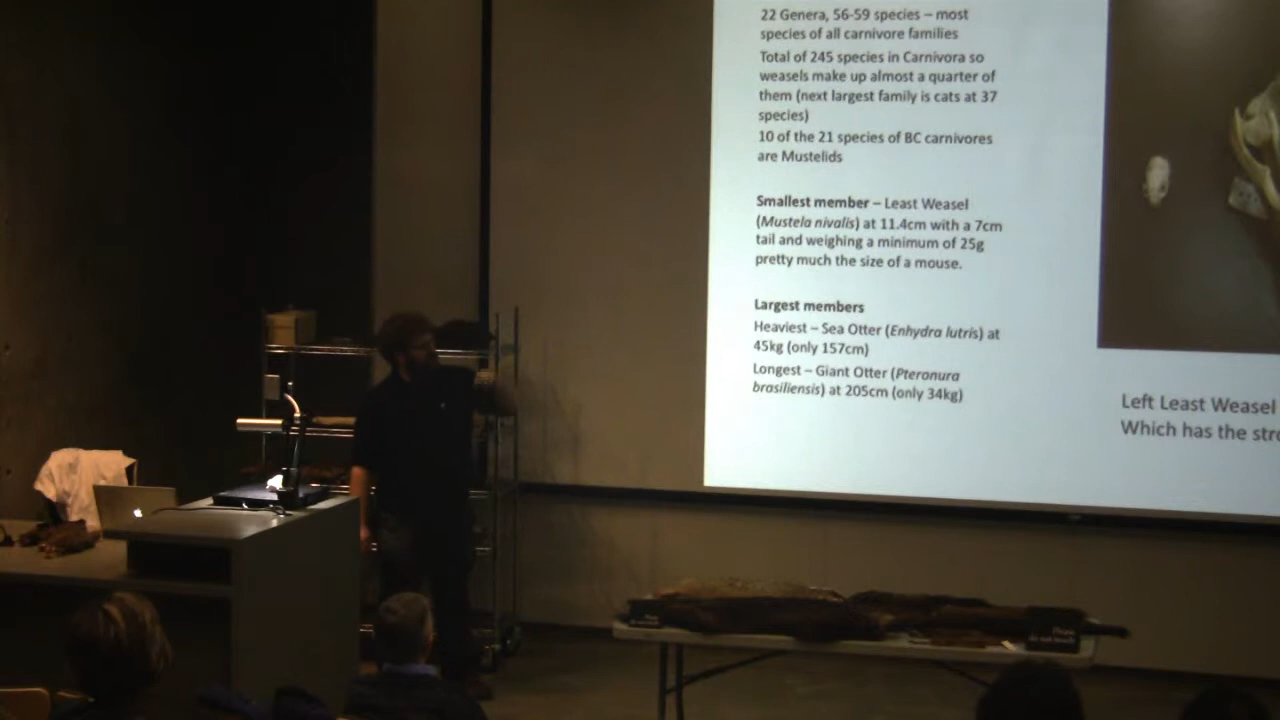 22 Genera, 56-59 species – most
species of all carnivore families
Total of 245 species in Carnivora so
weasels make up almost a quarter of
them (next largest family is cats at 37
species)
10 of the 21 species of BC carnivores
are Mustelids
Smallest member – Least Weasel
(Mustela nivalis) at 11.4cm with a 7cm
tail and weighing a minimum of 25g
pretty much the size of a mouse.
Largest members
Heaviest – Sea Otter (Enhydra lutris) at
45kg (only 157cm)
Longest – Giant Otter (Pteronura
brasiliensis) at 205cm (only 34kg)
Left Least Weasel
Which has the stro
Please